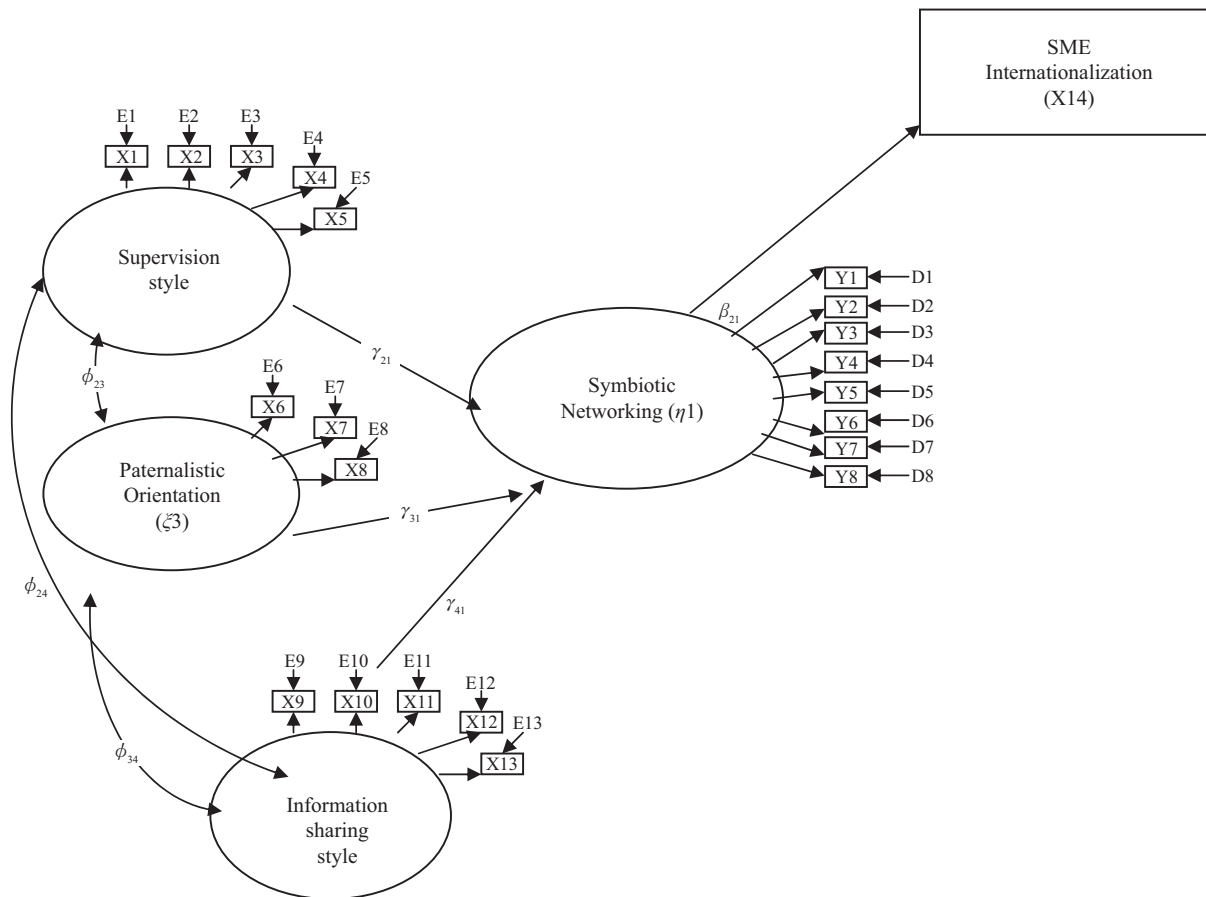 SME
Internationalization
(X14)
E1
E2
E3
E4
E5
X1
X2
X3
X4
X5
Supervision
style
ϕ23
γ21
E6
E7
E8
X6
X7
X8
Paternalistic
Orientation
(ξ3)
γ31
Symbiotic
Networking (η1)
β21
Y1
D1
Y2
D2
Y3
D3
Y4
D4
Y5
D5
Y6
D6
Y7
D7
Y8
D8
ϕ24
γ41
ϕ34
E9
E10
E11
E12
E13
X9
X10
X11
X12
X13
Information
sharing
style